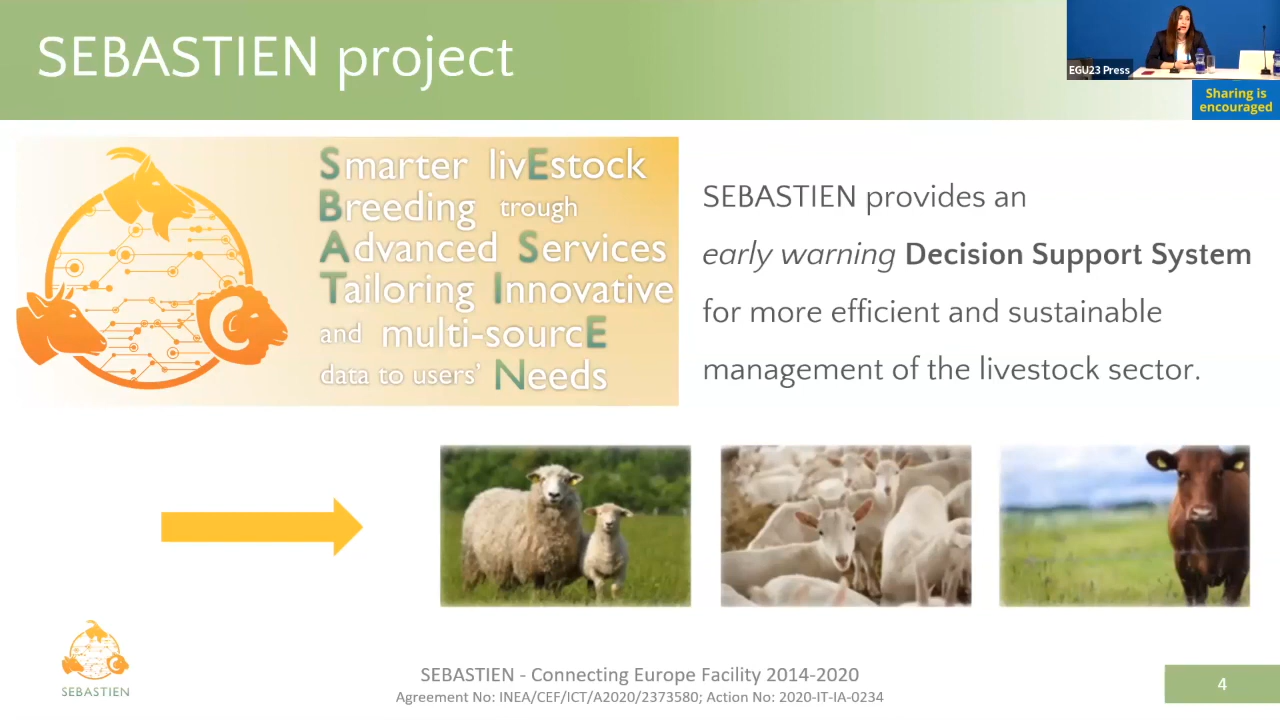 SEBASTIEN project
EGU23 Press
Sharing is
encouraged
Smarter livEstock
Breeding trough
Advanced Services
Tailoring Innovative
and multi-sourcE
data to users' Needs
SEBASTIEN provides an
early warning Decision Support System
for more efficient and sustainable
management of the livestock sector.
SEBASTIEN
SEBASTIEN - Connecting Europe Facility 2014-2020
Agreement No: INEA/CEF/ICT/A2020/2373580; Action No: 2020-IT-IA-0234
4